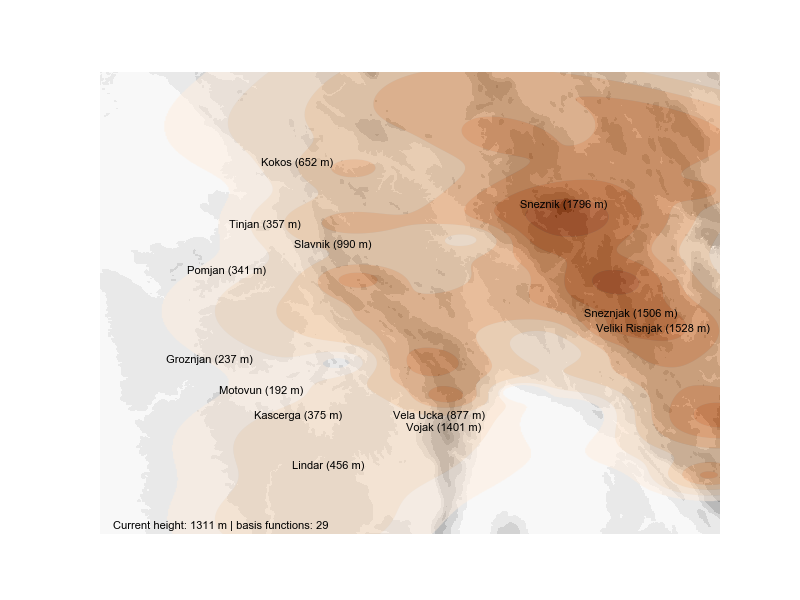 Kokos (652 m)
Sneznik (1796 m)
Tinjan (357 m)
Slavnik (990 m)
Pomjan (341 m)
Sneznjak (1506 m)
Veliki Risnjak (1528 m)
Groznjan (237 m)
Motovun (192 m)
Kascerga (375 m)
Vela Ucka (877 m)
Vojak (1401 m)
Lindar (456 m)
Current height: 1311 m | basis functions: 29